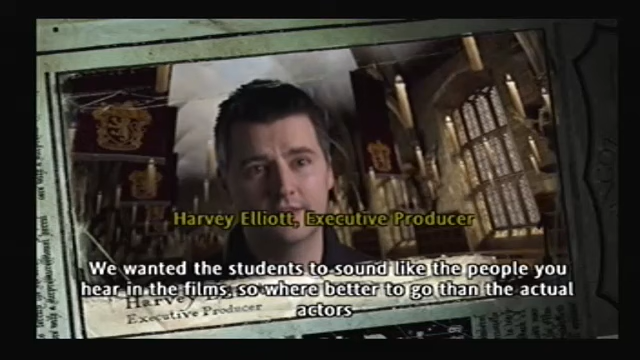 Harvey Elliott, Executive Producer
We wanted the students to sound like the people you
hear in the films, so where better to go than the actual
actors
Harvey
Executive Producer